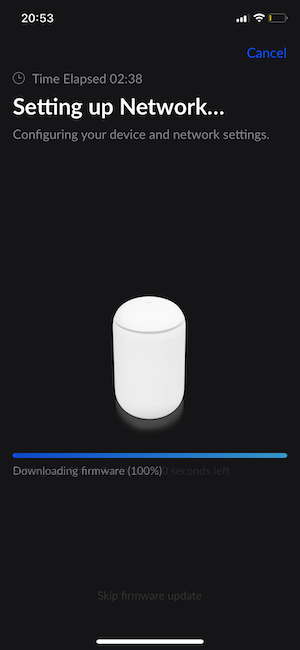 20:53
Cancel
Time Elapsed 02:38
Setting up Network...
Configuring your device and network settings.
Downloading firmware (100%) 0 seconds left
Skip firmware update